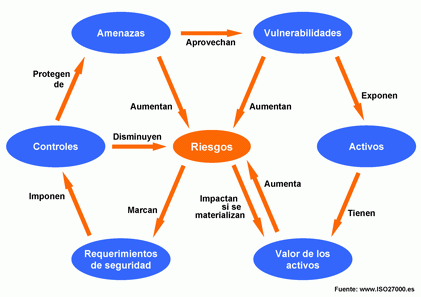 Amenazas
Aprovechan
Vulnerabilidades
Protegen
de
Aumentan
Aumentan
Exponen
Controles
Disminuyen
Riesgos
Activos
Imponen
Marcan
Impactan
si se
materializan
Aumenta
Tienen
Requerimientos
de seguridad
Valor de los
activos
Fuente: www.ISO27000.es